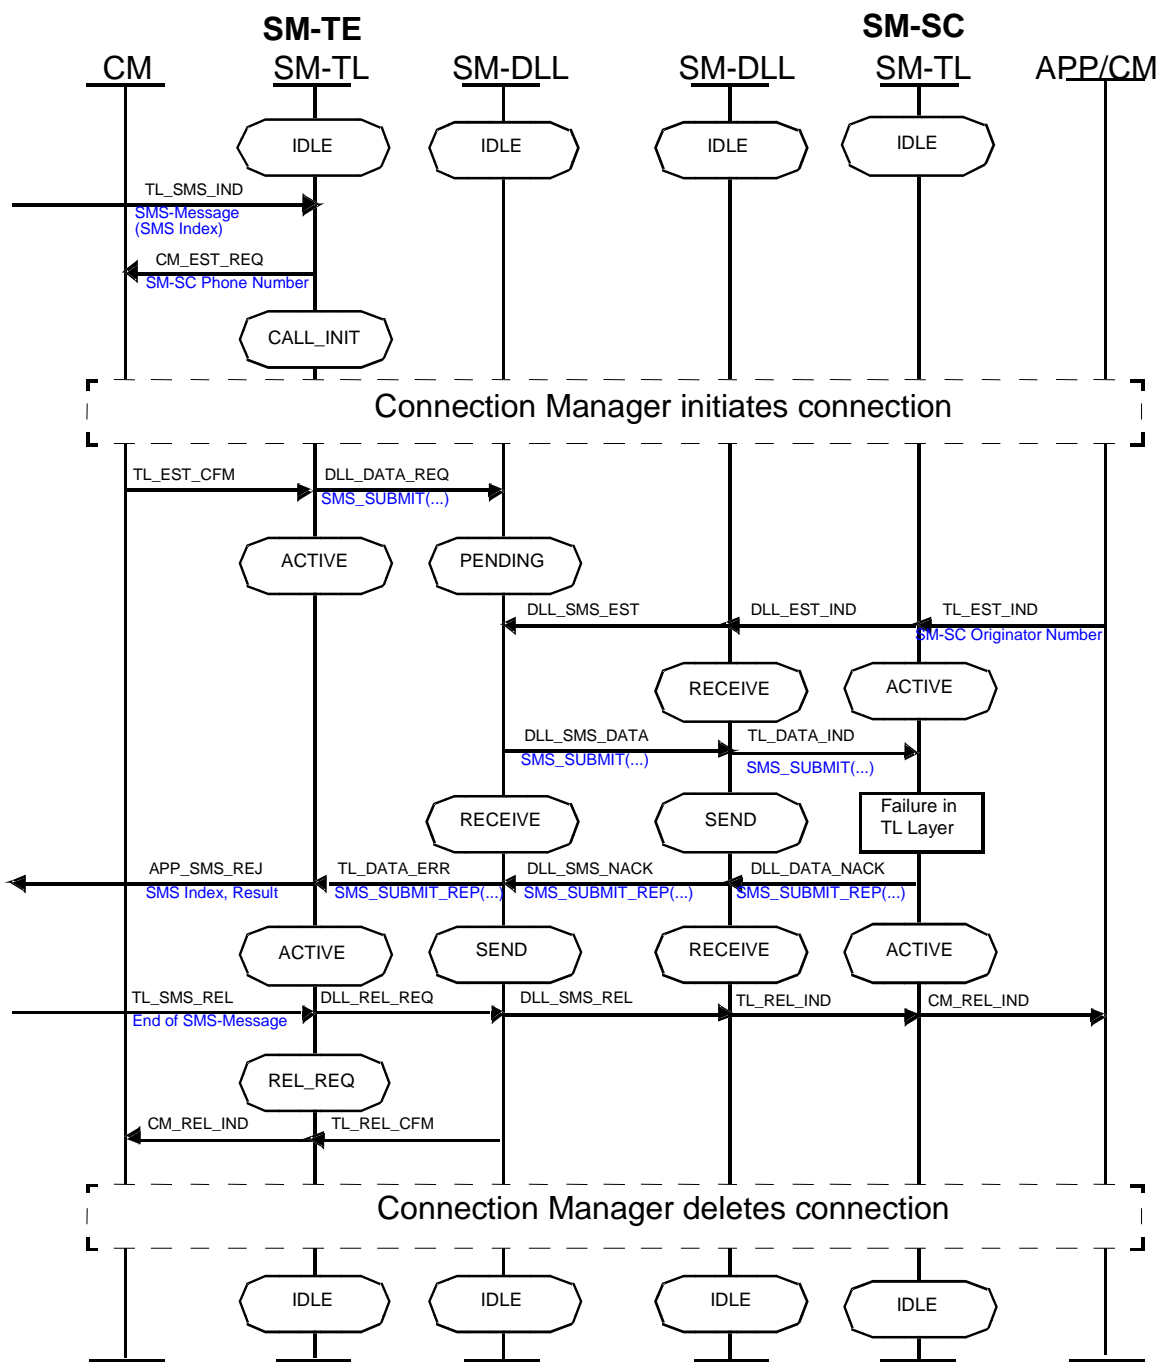 SM-TE
SM-SC
CM
SM-TL
SM-DLL
SM-DLL
SM-TL
APP/CM
IDLE
IDLE
IDLE
IDLE
TL_SMS_IND
SMS-Message
(SMS Index)
CM_EST_REQ
SM-SC Phone Number
CALL_INIT
Connection Manager initiates connection
TL_EST_CFM
DLL_DATA_REQ
SMS_SUBMIT(...)
ACTIVE
PENDING
DLL_SMS_EST
DLL_EST_IND
TL_EST_IND
SM-SC Originator Number
RECEIVE
ACTIVE
DLL_SMS_DATA
TL_DATA_IND
SMS_SUBMIT(...)
SMS_SUBMIT(...)
RECEIVE
SEND
Failure in
TL Layer
APP_SMS_REJ
TL_DATA_ERR
DLL_SMS_NACK
DLL_DATA_NACK
SMS Index, Result
SMS_SUBMIT_REP(...)
SMS_SUBMIT_REP(...)
SMS_SUBMIT_REP(...)
ACTIVE
SEND
RECEIVE
ACTIVE
TL_SMS_REL
DLL_REL_REQ
DLL_SMS_REL
TL_REL_IND
CM_REL_IND
End of SMS-Message
REL_REQ
CM_REL_IND
TL_REL_CFM
Connection Manager deletes connection
IDLE
IDLE
IDLE
IDLE